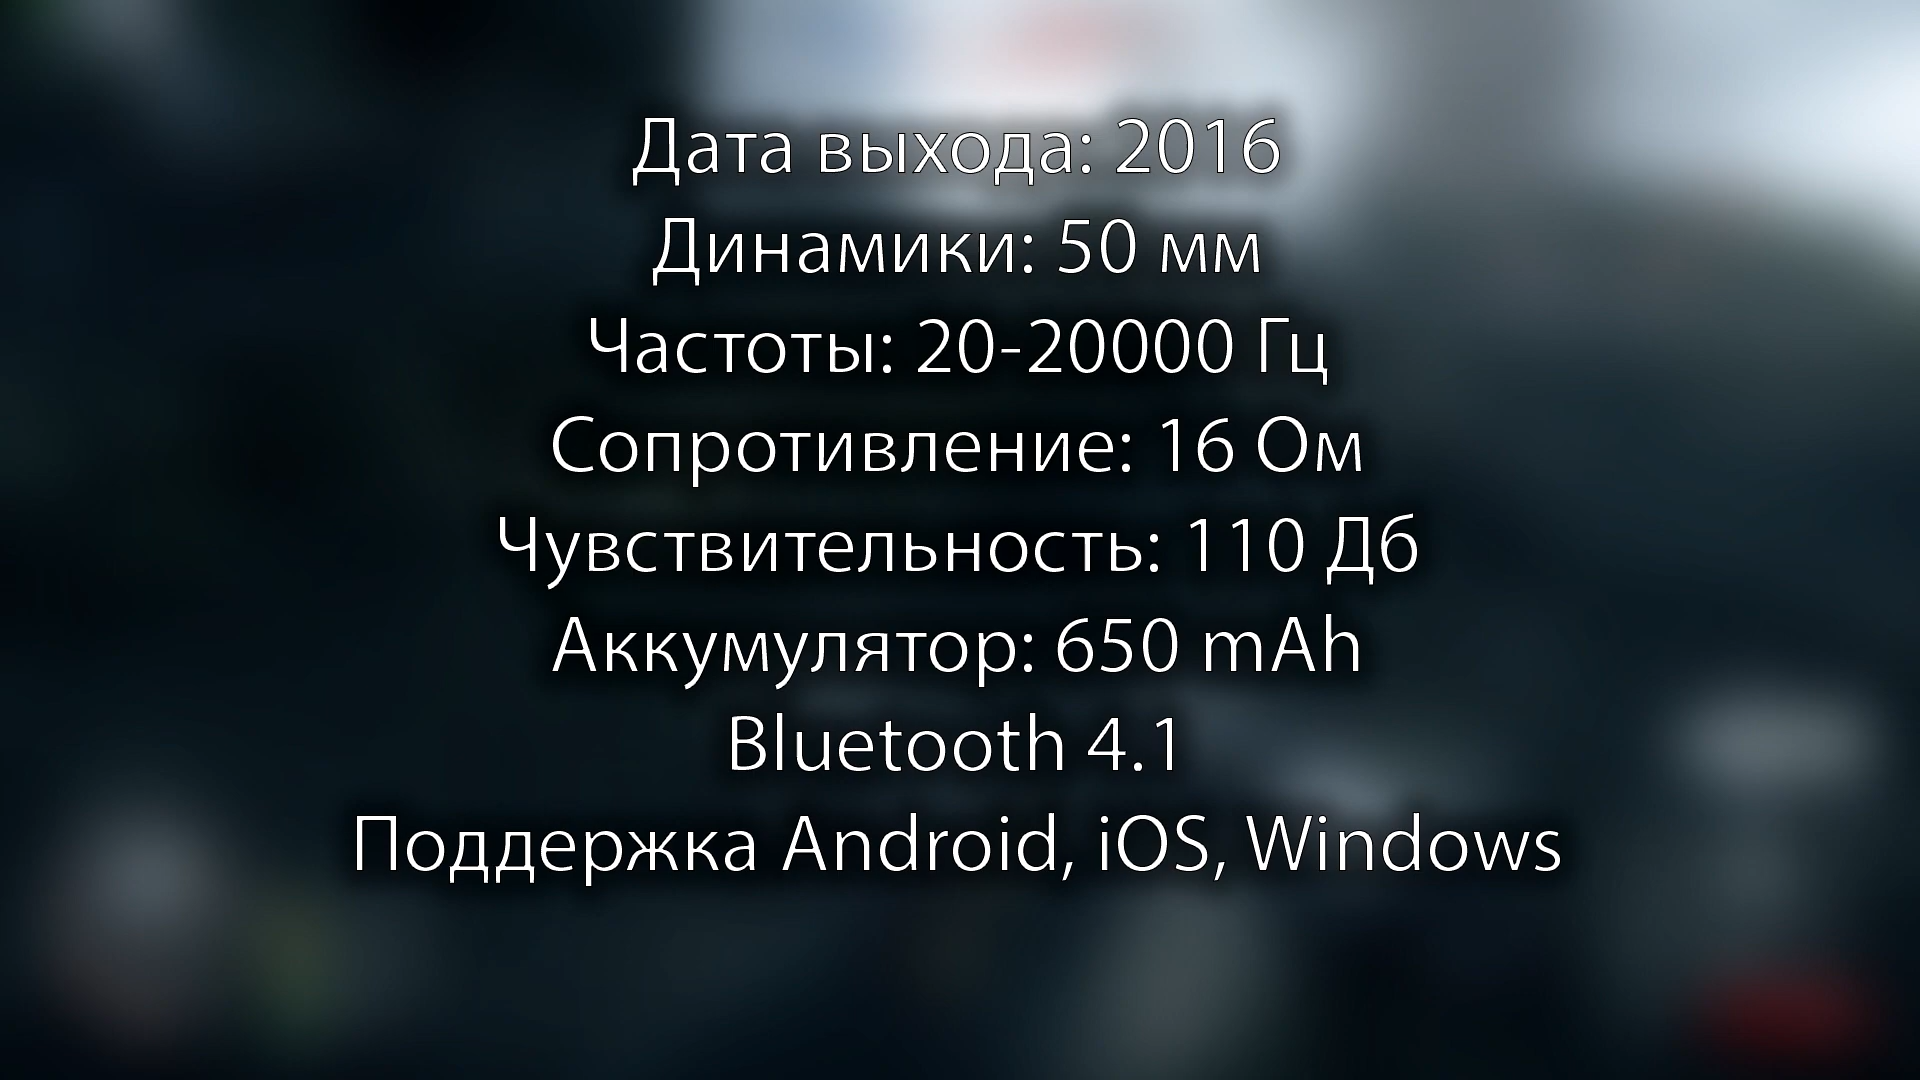 Дата выхода: 2016
Динамики: 50 мм
Частоты: 20-20000 Гц
Сопротивление: 16 Ом
Чувствительность: 110 Дб
Аккумулятор: 650 mAh
Bluetooth 4.1
Поддержка Android, iOS, Windows